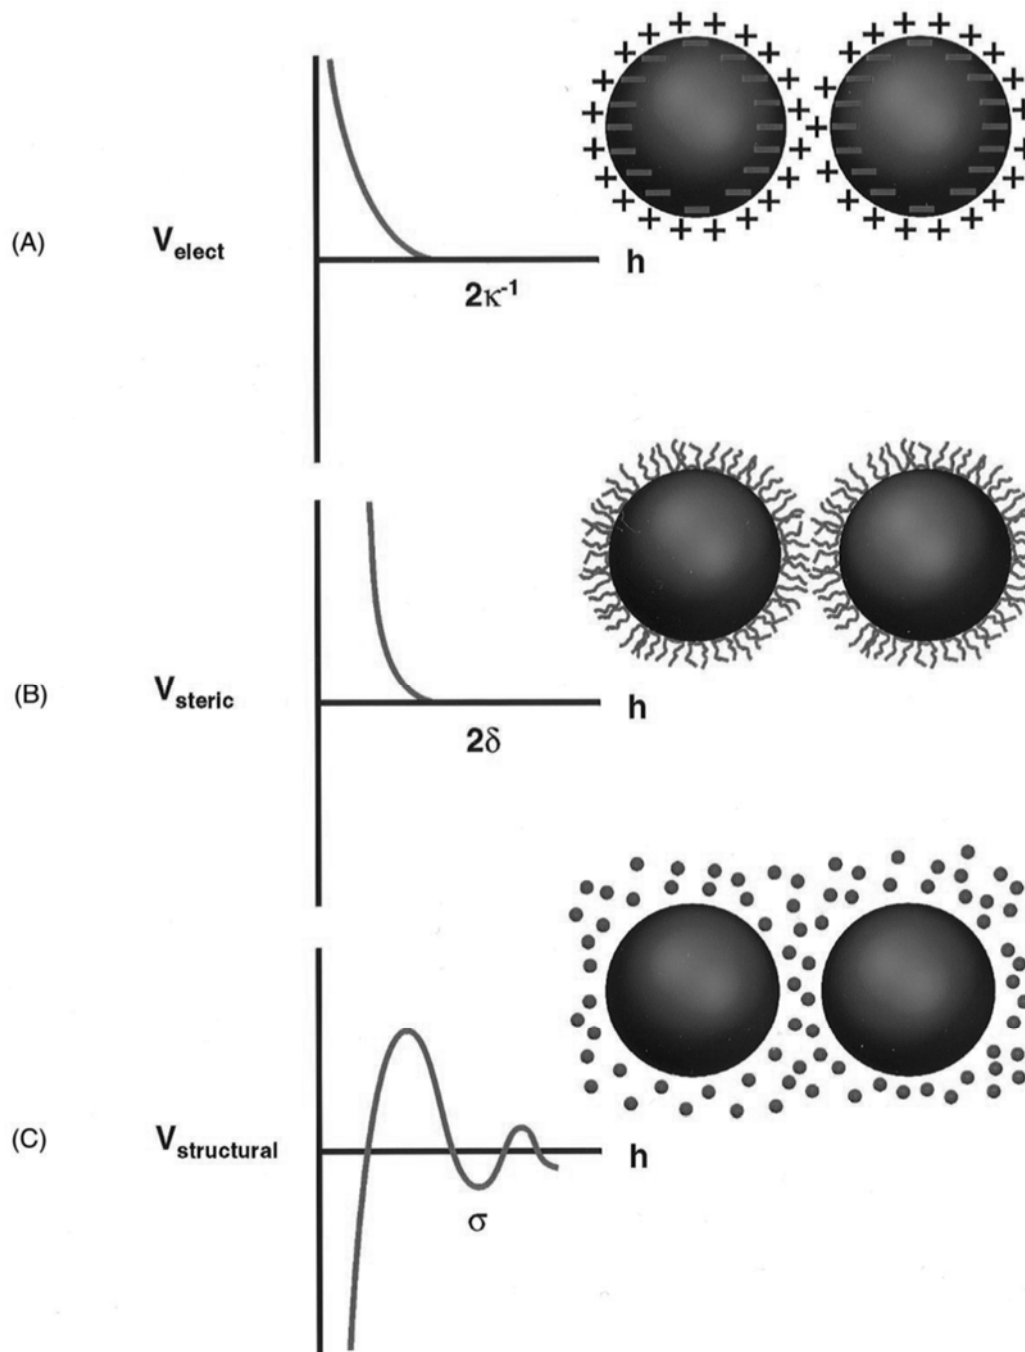 (A)
V_elect
h
2κ⁻¹
(B)
V_steric
h
2δ
(C)
V_structural
h
σ